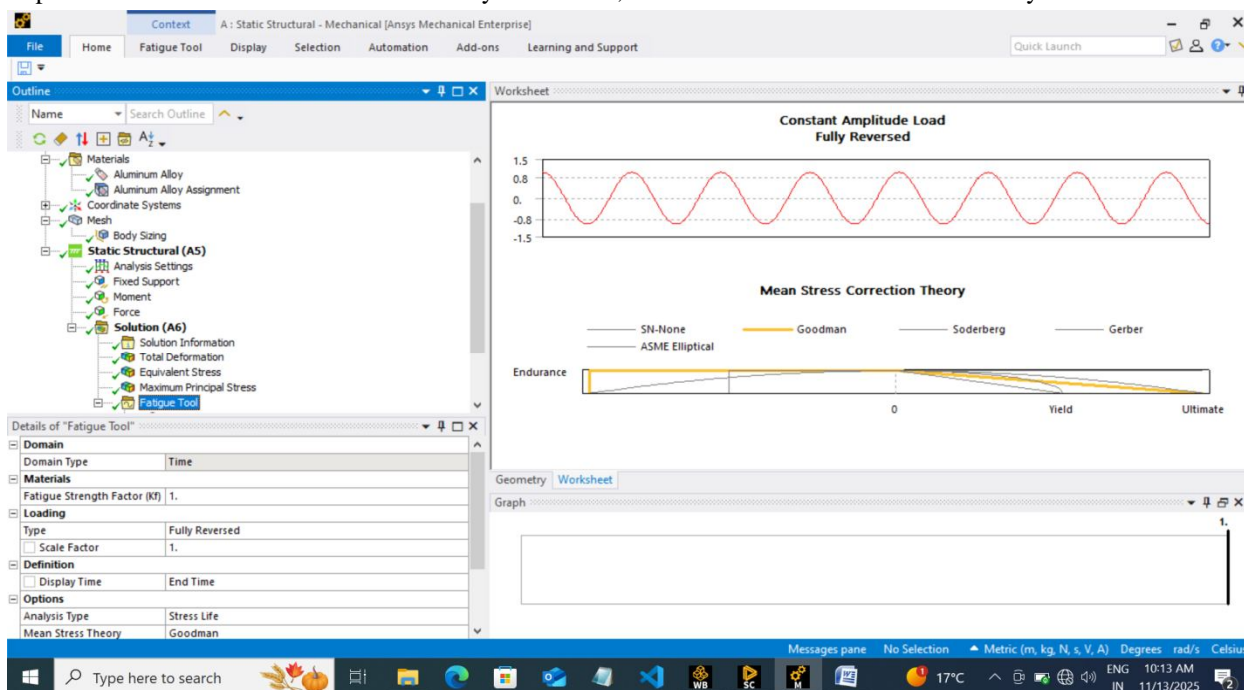 Context
A : Static Structural - Mechanical [Ansys Mechanical Enterprise]
File Home Fatigue Tool Display Selection Automation Add-ons Learning and Support
Quick Launch
Outline
Name Search Outline
Materials
Aluminum Alloy
Aluminum Alloy Assignment
Coordinate Systems
Mesh
Body Sizing
Static Structural (A5)
Analysis Settings
Fixed Support
Moment
Force
Solution (A6)
Solution Information
Total Deformation
Equivalent Stress
Maximum Principal Stress
Fatigue Tool
Details of "Fatigue Tool"
Domain
Domain Type Time
Materials
Fatigue Strength Factor (Kf) 1.
Loading
Type Fully Reversed
Scale Factor 1.
Definition
Display Time End Time
Options
Analysis Type Stress Life
Mean Stress Theory Goodman
Worksheet
Constant Amplitude Load
Fully Reversed
1.5
0.8
0.
-0.8
-1.5
Mean Stress Correction Theory
SN-None Goodman Soderberg Gerber
ASME Elliptical
Endurance
0 Yield Ultimate
Geometry Worksheet
Graph
1.
Messages pane No Selection Metric (m, kg, N, s, V, A) Degrees rad/s Celsius
Type here to search
WB
SC
M
17°C
ENG
IN
10:13 AM
11/13/2025
2